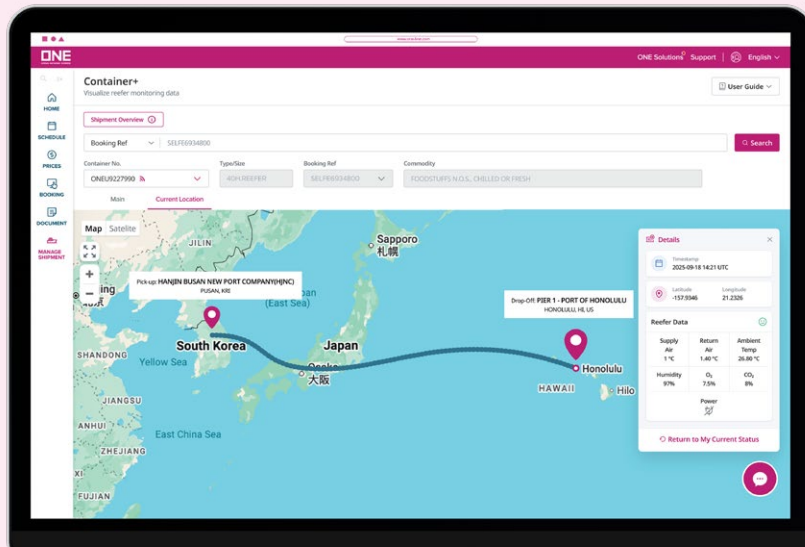 ONE
ONE Solutions Support English
Container+
Visualize reefer monitoring data
User Guide
Shipment Overview
Booking Ref SELFE6934800
Search
Container No. Type/Size Booking Ref Commodity
ONEU9227990 40H REEFER SELFE6934800 FOODSTUFFS N.O.S., CHILLED OR FRESH
Main Current Location
HOME
SCHEDULE
PRICES
BOOKING
DOCUMENT
MANAGE
SHIPMENT
Map Satelite
JILIN
Sapporo
札幌
Pick-up: HANJIN BUSAN NEW PORT COMPANY(HJNC)
PUSAN, KRE
(East Sea)
Drop-Off: PIER 1 - PORT OF HONOLULU
HONOLULU, HI, US
SHANDONG
South Korea
Japan
Yellow Sea
大阪
Honolulu
HAWAII
Hilo
JIANGSU
ANHUI
East China Sea
ZHEJIANG
FUJIAN
Details
Timestamp
2025-09-18 14:21 UTC
Latitude Longitude
-157.9346 21.2326
Reefer Data
Supply Air Return Air Ambient Temp
1 °C 1.40 °C 26.80 °C
Humidity O₂ CO₂
97% 7.5% 8%
Power
Return to My Current Status